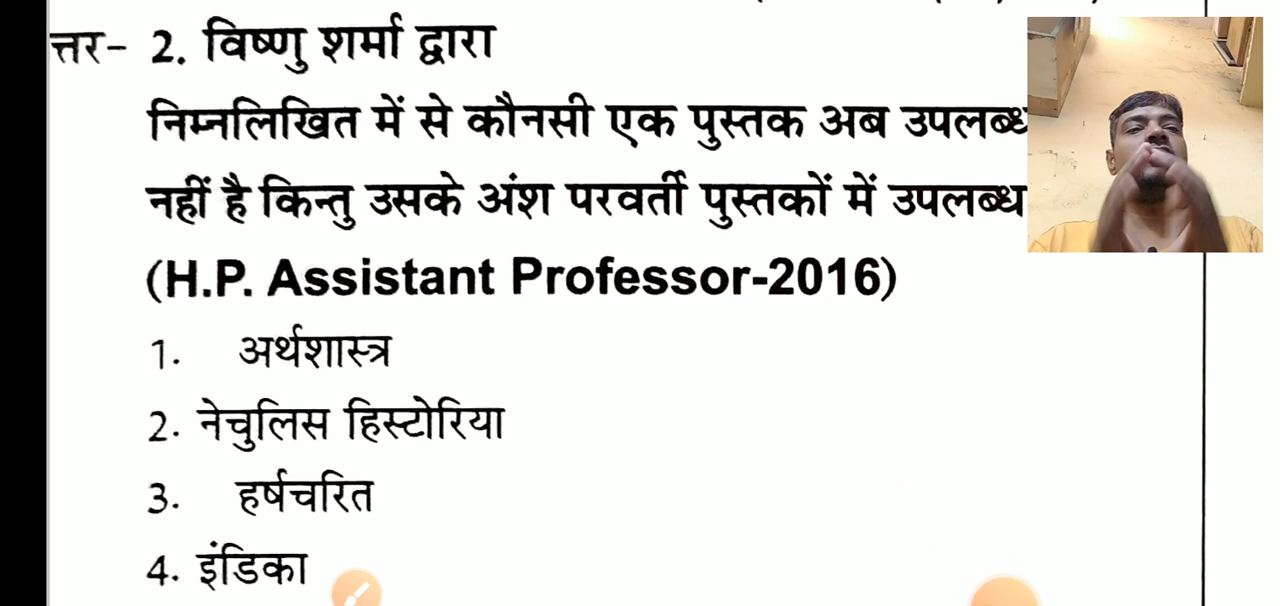 त्तर- 2. विष्णु शर्मा द्वारा
निम्नलिखित में से कौनसी एक पुस्तक अब उपलब्ध
नहीं है किन्तु उसके अंश परवर्ती पुस्तकों में उपलब्ध
(H.P. Assistant Professor-2016)
1. अर्थशास्त्र
2. नेचुलिस हिस्टोरिया
3. हर्षचरित
4. इंडिका